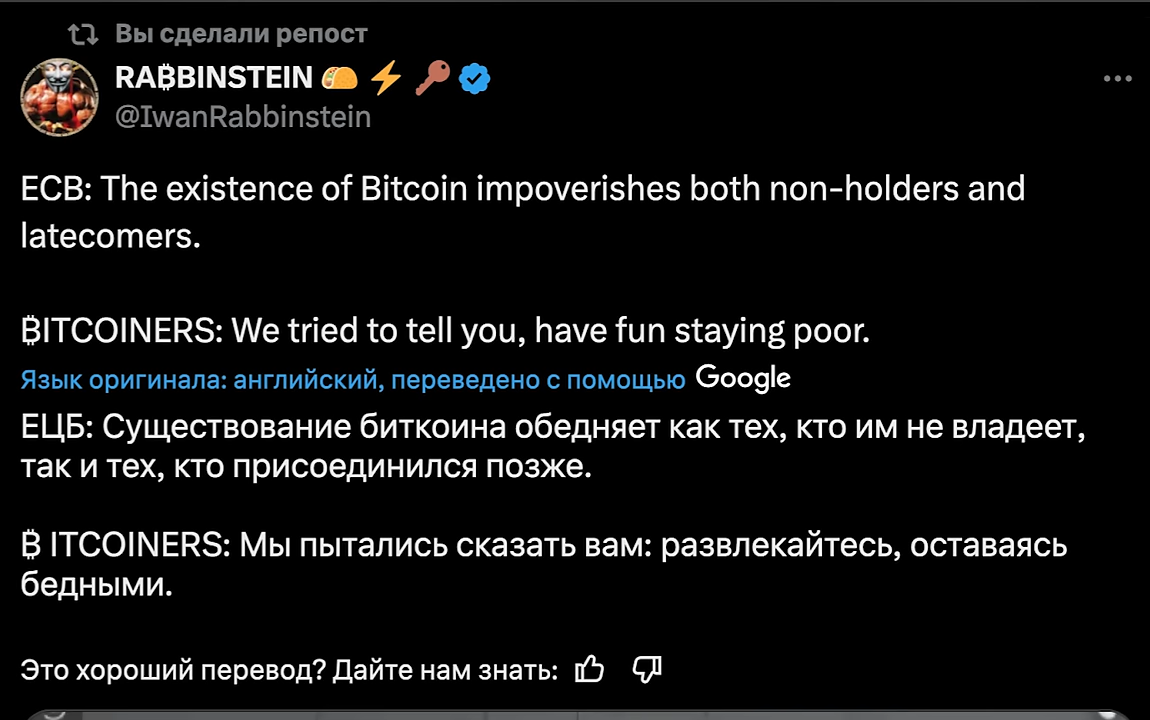 Вы сделали репост
RA₿BINSTEIN 🌮⚡🔑
@IwanRabbinstein
ECB: The existence of Bitcoin impoverishes both non-holders and
latecomers.
₿ITCOINERS: We tried to tell you, have fun staying poor.
Язык оригинала: английский, переведено с помощью Google
ЕЦБ: Существование биткоина обедняет как тех, кто им не владеет,
так и тех, кто присоединился позже.
₿ ITCOINERS: Мы пытались сказать вам: развлекайтесь, оставаясь
бедными.
Это хороший перевод? Дайте нам знать: